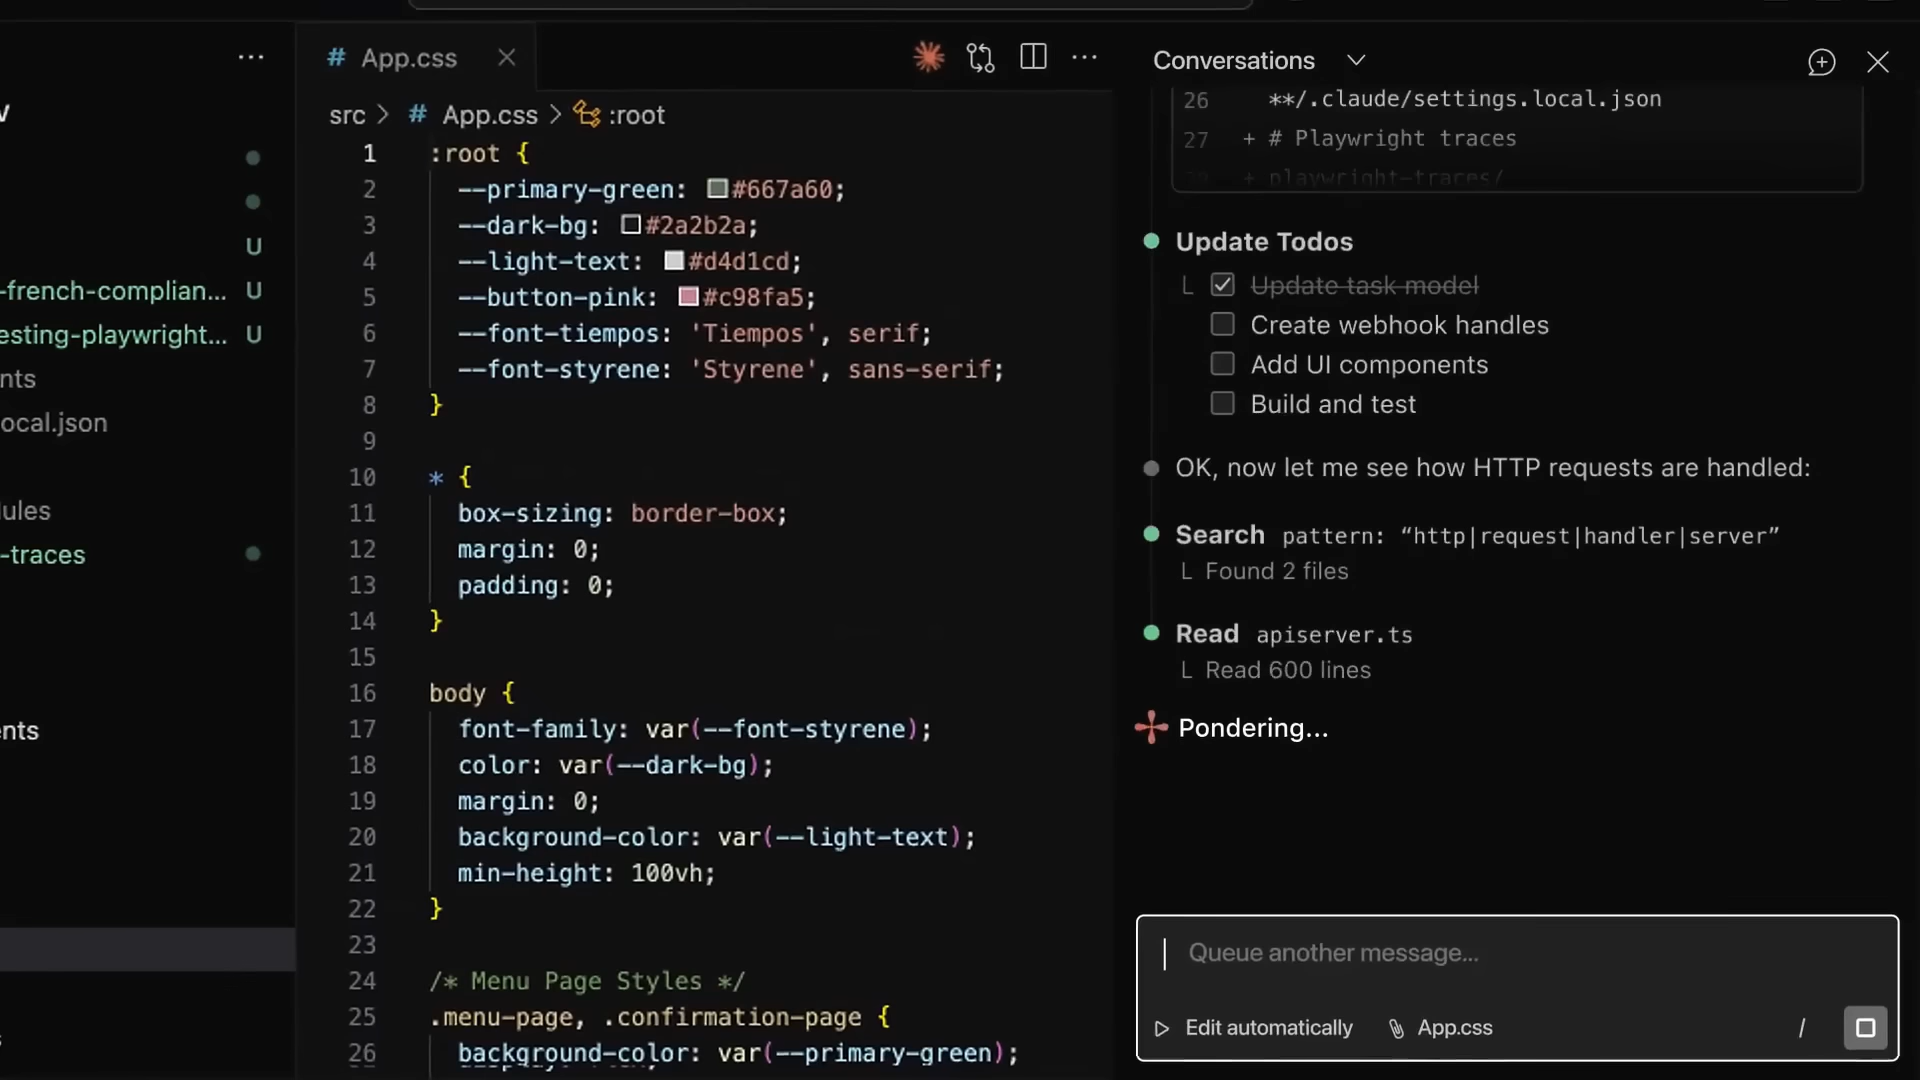 App.css
src > # App.css > :root
1 :root {
2 --primary-green: #667a60;
3 --dark-bg: #2a2b2a;
4 --light-text: #d4d1cd;
5 --button-pink: #c98fa5;
6 --font-tiempos: 'Tiempos', serif;
7 --font-styrene: 'Styrene', sans-serif;
8 }
9
10 * {
11 box-sizing: border-box;
12 margin: 0;
13 padding: 0;
14 }
15
16 body {
17 font-family: var(--font-styrene);
18 color: var(--dark-bg);
19 margin: 0;
20 background-color: var(--light-text);
21 min-height: 100vh;
22 }
23
24 /* Menu Page Styles */
25 .menu-page, .confirmation-page {
26 background-color: var(--primary-green);
U
-french-complian... U
esting-playwright... U
nts
ocal.json
ules
-traces
ents
Conversations
26 **/.claude/settings.local.json
27 + # Playwright traces
+ playwright-traces/
Update Todos
Update task model
Create webhook handles
Add UI components
Build and test
OK, now let me see how HTTP requests are handled:
Search pattern: “http|request|handler|server”
Found 2 files
Read apiserver.ts
Read 600 lines
Pondering...
Queue another message...
Edit automatically
App.css
/